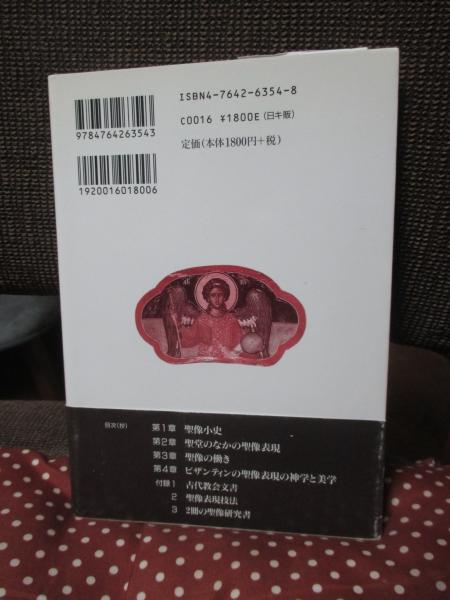 ISBN4-7642-6354-8
C0016 ¥1800E (日キ販)
定価(本体1800円+税)
9784764263543
1920016018006
目次(抄) 第1章 聖像小史
第2章 聖堂のなかの聖像表現
第3章 聖像の働き
第4章 ビザンティンの聖像表現の神学と美学
付録1 古代教会文書
2 聖像表現技法
3 2冊の聖像研究書